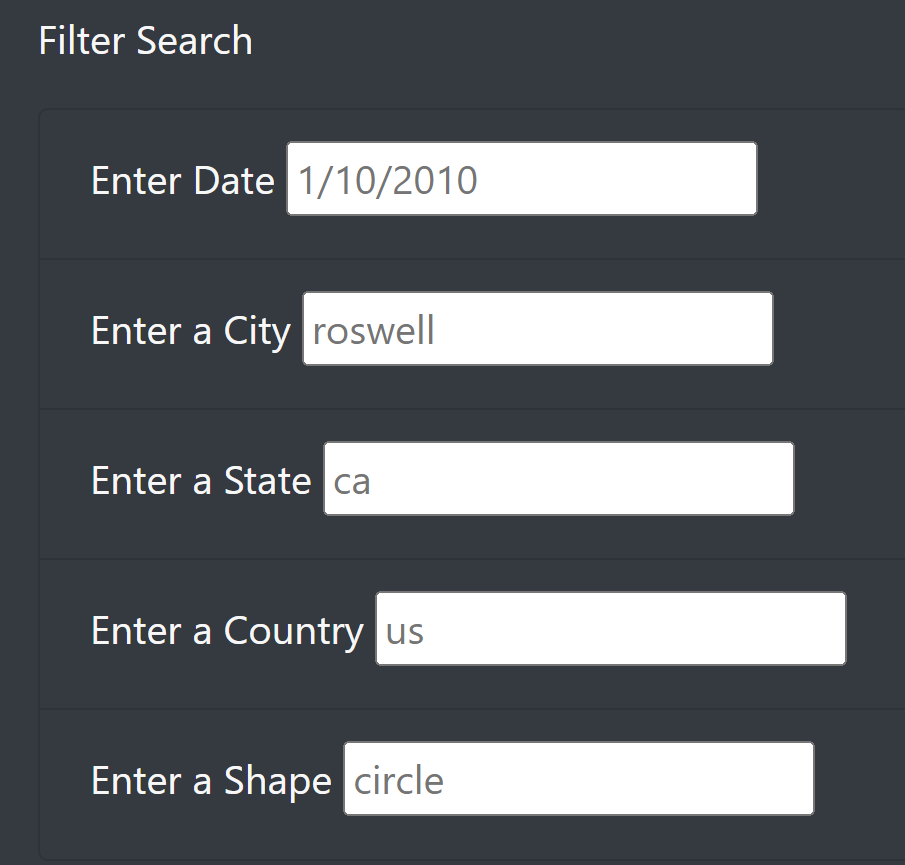 Filter Search
Enter Date 1/10/2010
Enter a City roswell
Enter a State ca
Enter a Country us
Enter a Shape circle